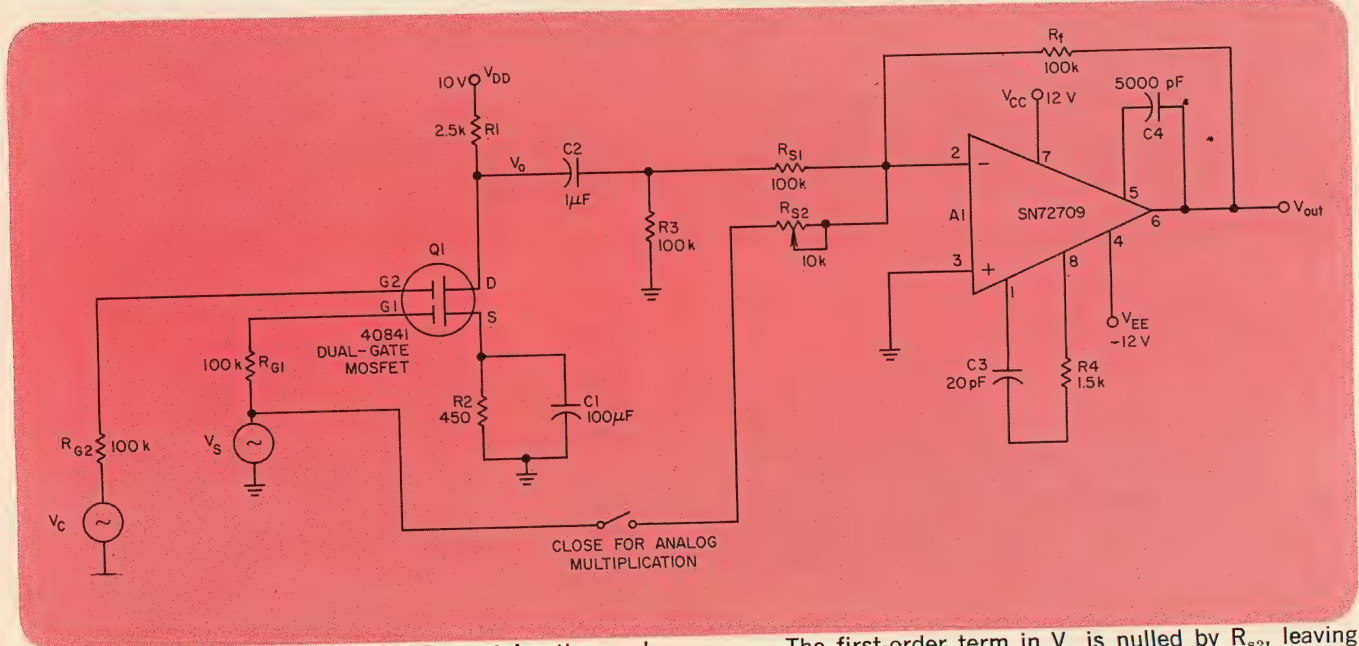 10 V V_DD
2.5k R1
V_o
C2
1μF
R3
100k
R_S1
100k
R_S2
10k
R_f
100k
V_CC 12 V
5000 pF
C4
2
7
5
A1
SN72709
6
V_out
3
4
8
1
V_EE
-12 V
C3
20 pF
R4
1.5k
Q1
G2
D
G1
S
40841
DUAL-GATE
MOSFET
100k R_G1
R2
450
C1
100μF
R_G2 100 k
V_S
V_C
CLOSE FOR ANALOG
MULTIPLICATION
The first-order term in V is nulled by R_s2, leaving